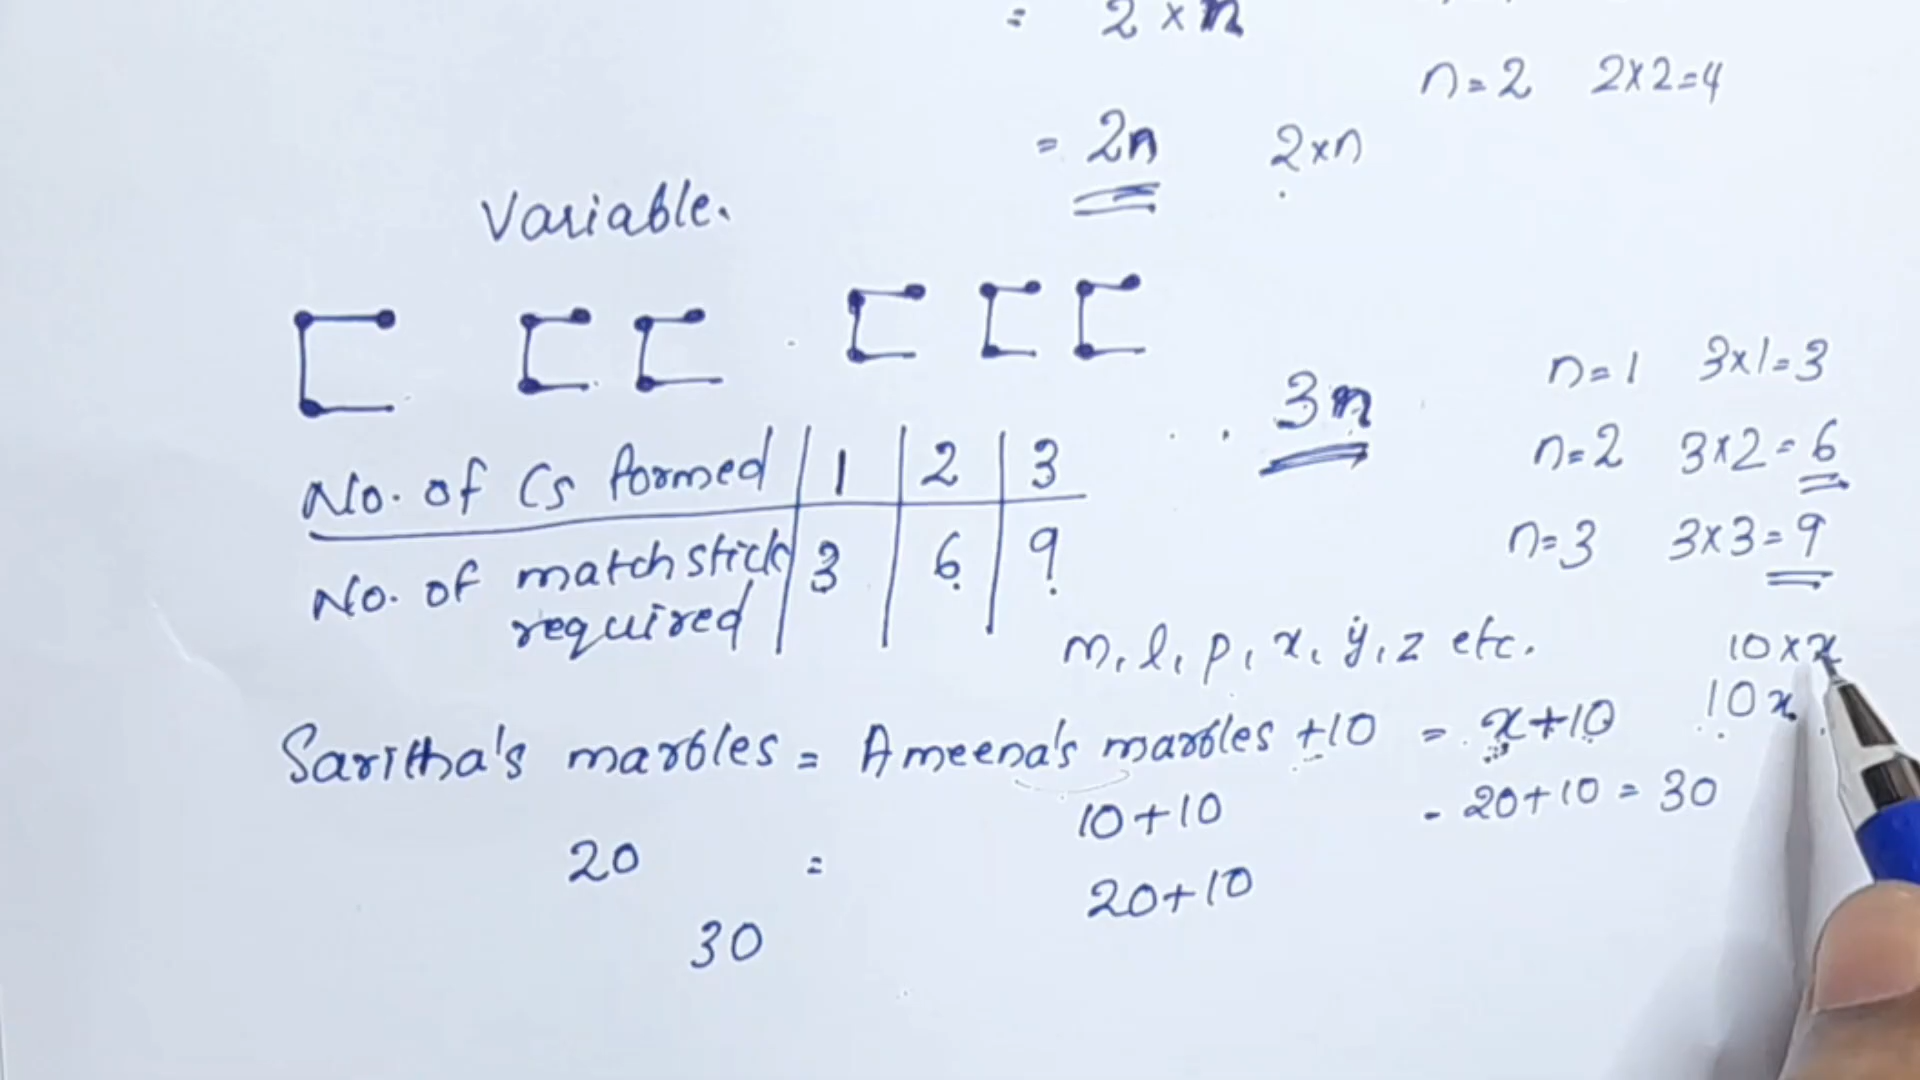 = 2 × n
n=2 2×2=4
= 2n 2×n
Variable.
n=1 3×1=3
3n
n=2 3×2=6
No. of Cs formed 1 2 3
n=3 3×3=9
No. of match stick required 3 6 9
m, l, p, x, y, z etc.
10×x
10x
Saritha's marbles = Ameena's marbles +10 = x+10
10+10
- 20+10=30
20 =
20+10
30